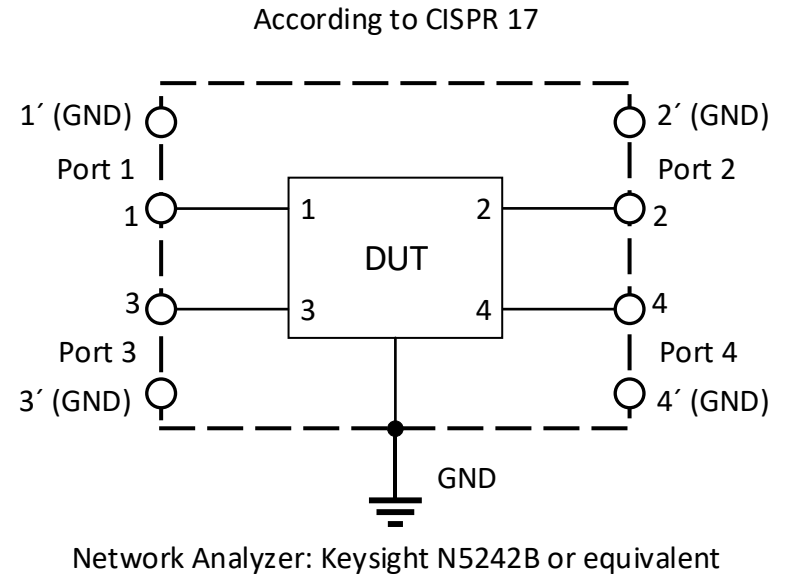 According to CISPR 17
1´ (GND)
2´ (GND)
Port 1
Port 2
1
1
2
2
DUT
3
3
4
4
Port 3
Port 4
3´ (GND)
4´ (GND)
GND
Network Analyzer: Keysight N5242B or equivalent